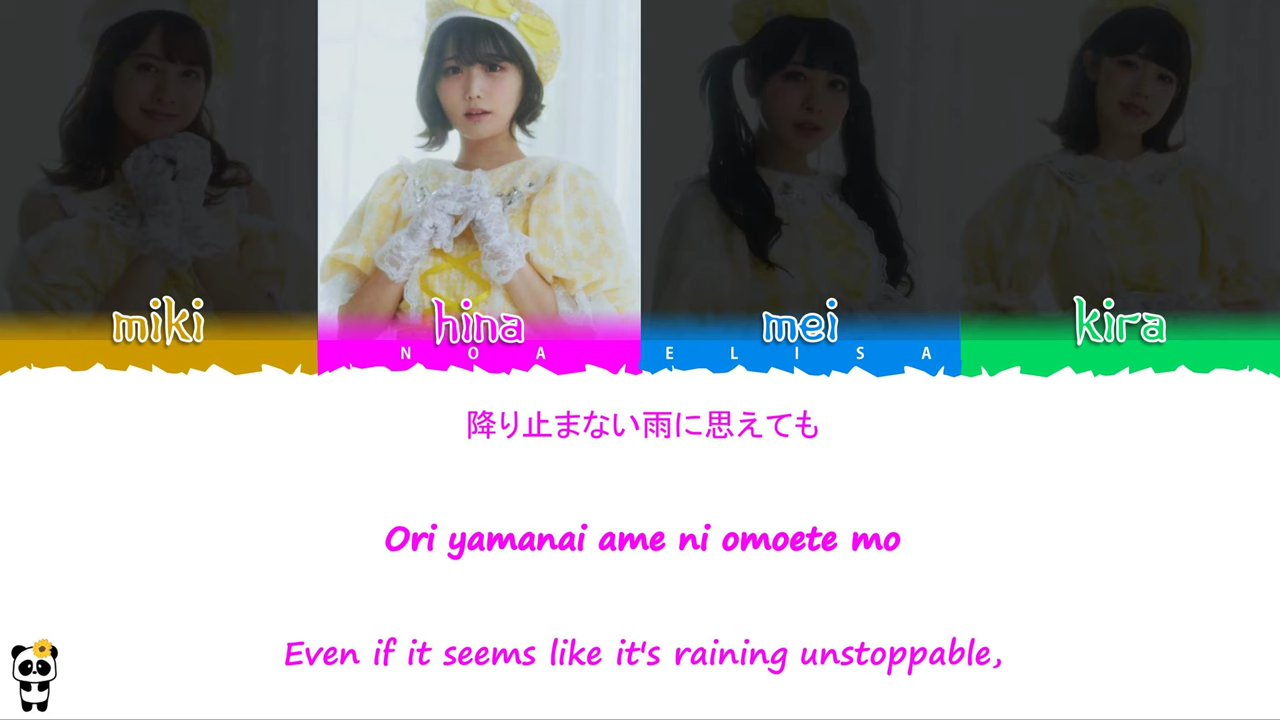 miki hina mei kira
NOA ELISA
降り止まない雨に思えても
Ori yamanai ame ni omoete mo
Even if it seems like it's raining unstoppable,